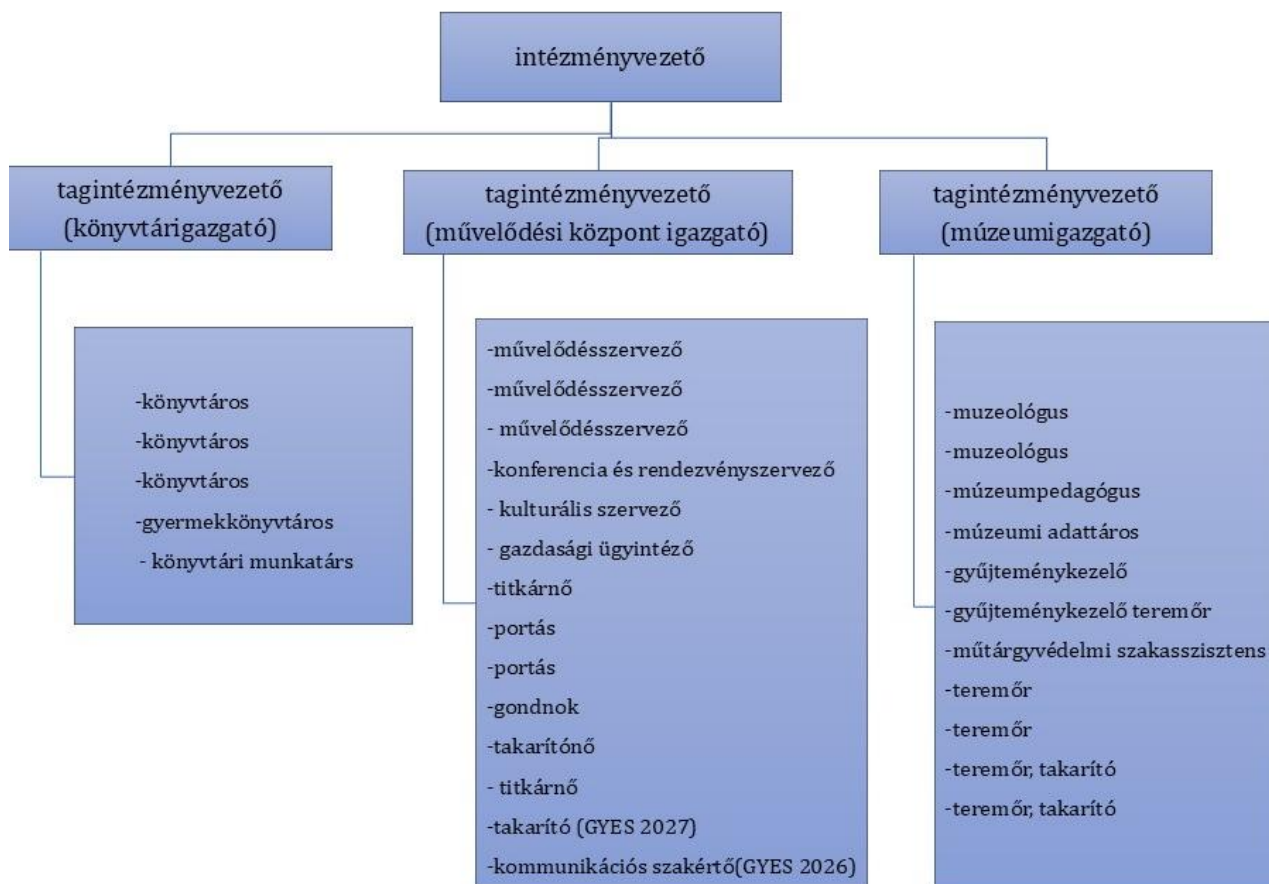 intézményvezető
tagintézményvezető
(könyvtárigazgató)
tagintézményvezető
(művelődési központ igazgató)
tagintézményvezető
(múzeumigazgató)
-könyvtáros
-könyvtáros
-könyvtáros
-gyermekkönyvtáros
- könyvtári munkatárs
-művelődésszervező
-művelődésszervező
- művelődésszervező
-konferencia és rendezvényszervező
- kulturális szervező
- gazdasági ügyintéző
-titkárnő
-portás
-portás
-gondnok
-takarítónő
- titkárnő
-takarító (GYES 2027)
-kommunikációs szakértő(GYES 2026)
-muzeológus
-muzeológus
-múzeumpedagógus
-múzeumi adattáros
-gyűjteménykezelő
-gyűjteménykezelő teremőr
-műtárgyvédelmi szakasszisztens
-teremőr
-teremőr
-teremőr, takarító
-teremőr, takarító